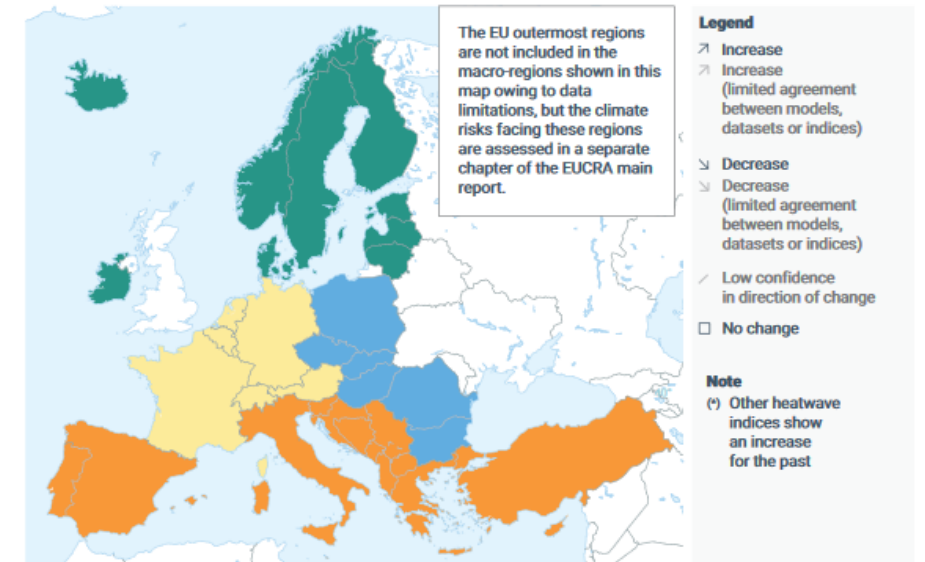 The EU outermost regions
are not included in the
macro-regions shown in this
map owing to data
limitations, but the climate
risks facing these regions
are assessed in a separate
chapter of the EUCRA main
report.
Legend
↗ Increase
↗ Increase
(limited agreement
between models,
datasets or indices)
↘ Decrease
↘ Decrease
(limited agreement
between models,
datasets or indices)
∕ Low confidence
in direction of change
□ No change
Note
(*) Other heatwave
indices show
an increase
for the past